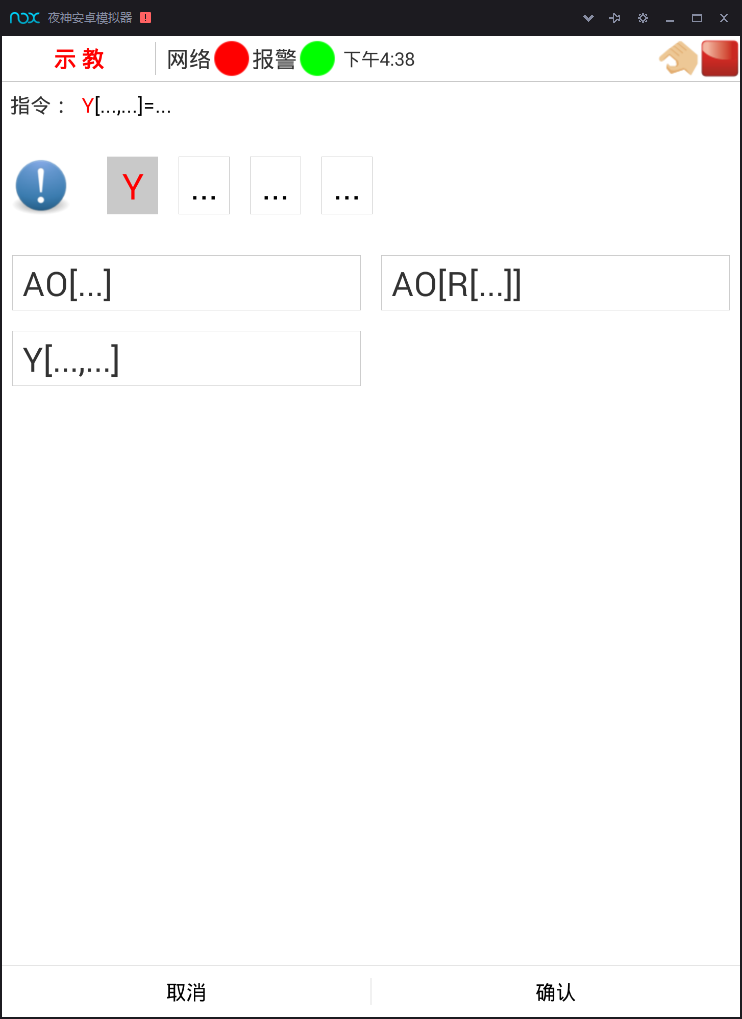 nox 夜神安卓模拟器 !
示 教 网络 报警 下午4:38
指令： Y[...,...]=...
Y ... ... ...
AO[...] AO[R[...]]
Y[...,...]
取消 确认